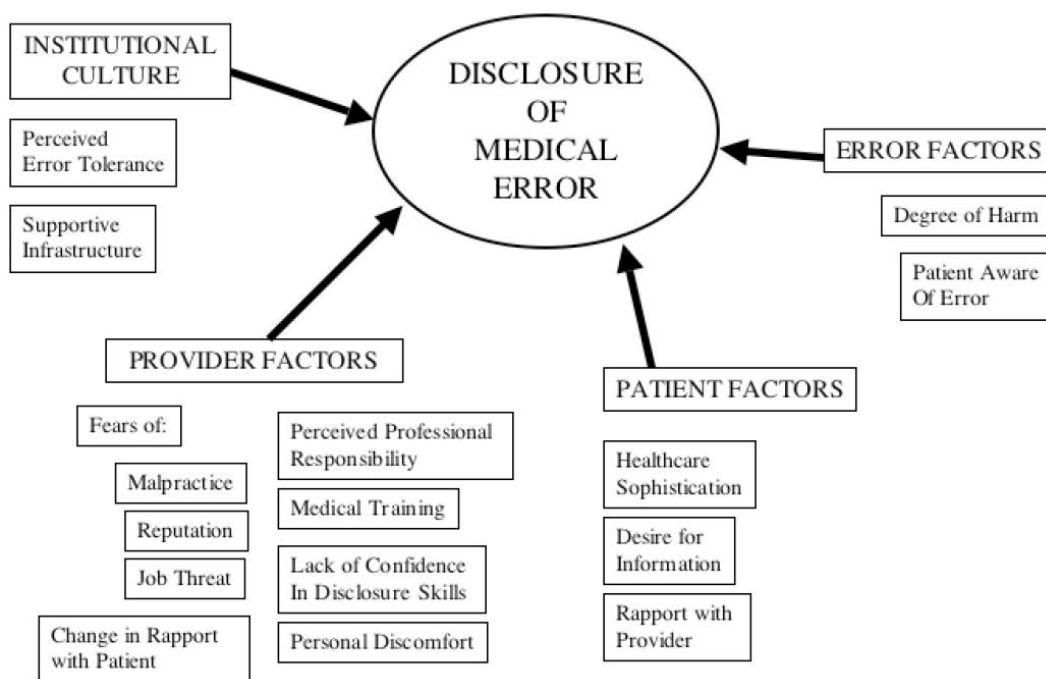 INSTITUTIONAL
CULTURE
Perceived
Error Tolerance
Supportive
Infrastructure
DISCLOSURE
OF
MEDICAL
ERROR
ERROR FACTORS
Degree of Harm
Patient Aware
Of Error
PROVIDER FACTORS
Fears of:
Malpractice
Reputation
Job Threat
Change in Rapport
with Patient
Perceived Professional
Responsibility
Medical Training
Lack of Confidence
In Disclosure Skills
Personal Discomfort
PATIENT FACTORS
Healthcare
Sophistication
Desire for
Information
Rapport with
Provider